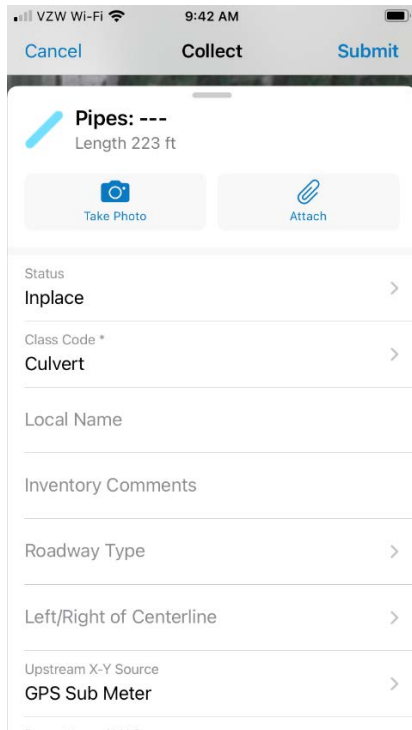 VZW Wi-Fi 9:42 AM
Cancel Collect Submit
Pipes: ---
Length 223 ft
Take Photo Attach
Status
Inplace
Class Code *
Culvert
Local Name
Inventory Comments
Roadway Type
Left/Right of Centerline
Upstream X-Y Source
GPS Sub Meter